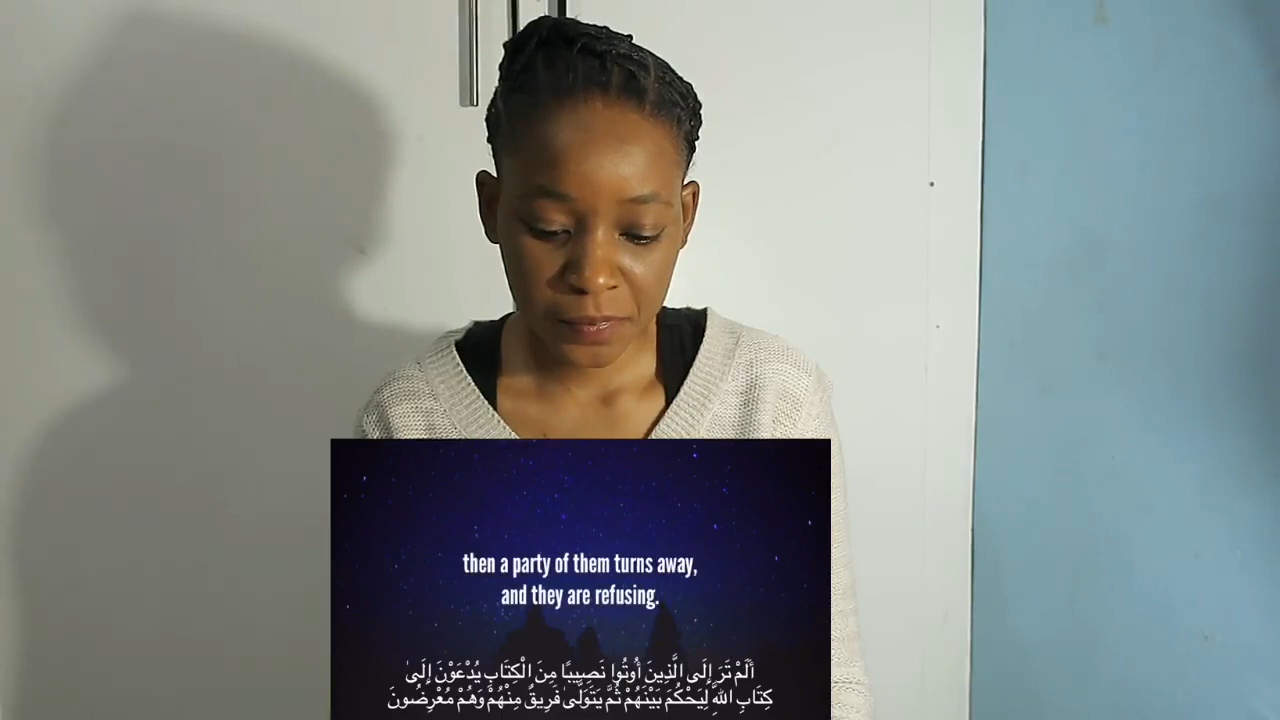 then a party of them turns away,
and they are refusing.
أَلَمْ تَرَ إِلَى الَّذِينَ أُوتُوا نَصِيبًا مِنَ الْكِتَابِ يُدْعَوْنَ إِلَىٰ
كِتَابِ اللَّهِ لِيَحْكُمَ بَيْنَهُمْ ثُمَّ يَتَوَلَّىٰ فَرِيقٌ مِنْهُمْ وَهُمْ مُعْرِضُونَ